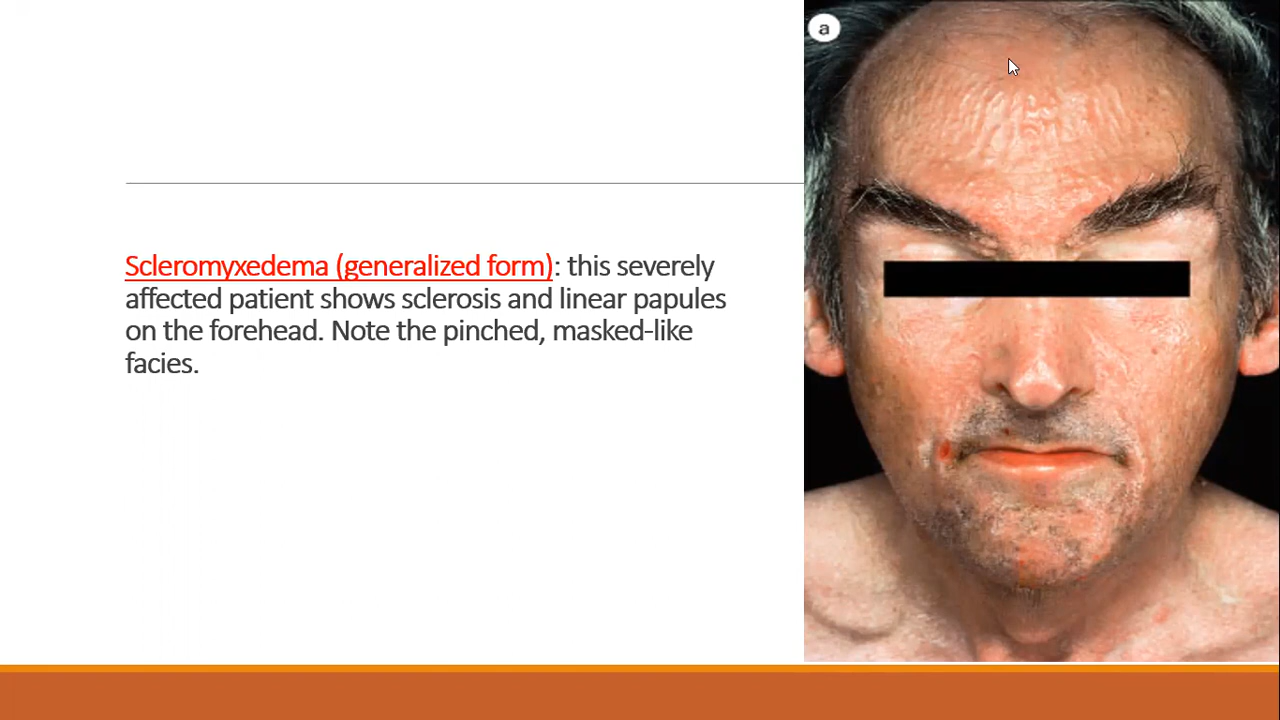 Scleromyxedema (generalized form): this severely
affected patient shows sclerosis and linear papules
on the forehead. Note the pinched, masked-like
facies.
a